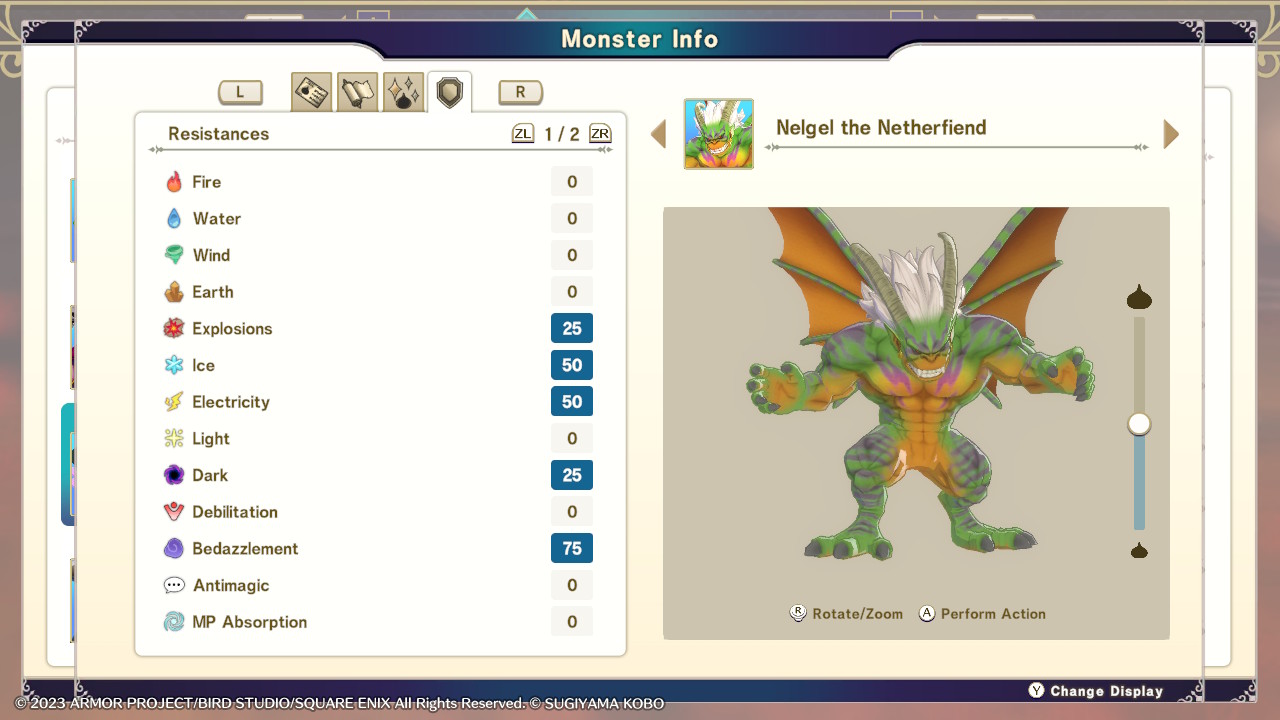 Monster Info
L
R
Resistances
ZL 1 / 2 ZR
Fire 0
Water 0
Wind 0
Earth 0
Explosions 25
Ice 50
Electricity 50
Light 0
Dark 25
Debilitation 0
Bedazzlement 75
Antimagic 0
MP Absorption 0
Nelgel the Netherfiend
R Rotate/Zoom A Perform Action
Y Change Display
© 2023 ARMOR PROJECT/BIRD STUDIO/SQUARE ENIX All Rights Reserved. © SUGIYAMA KOBO